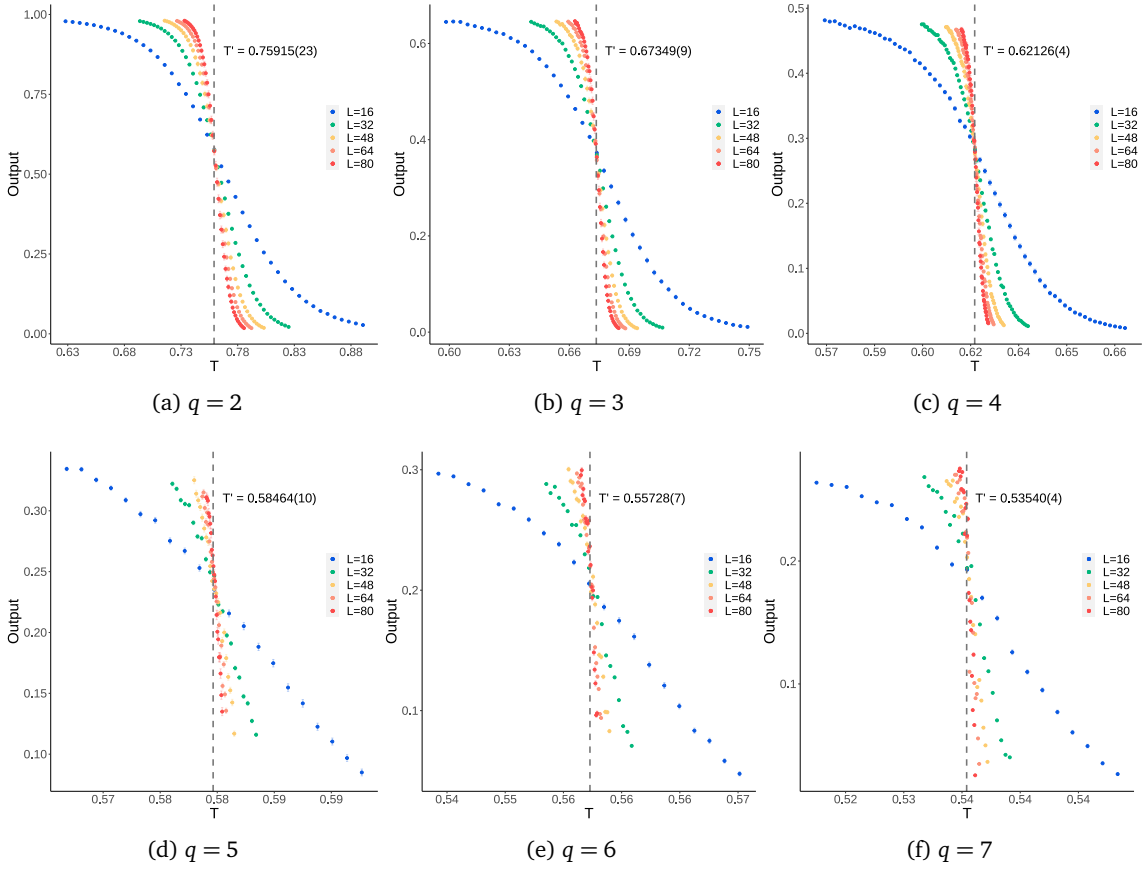 1.00
0.75
0.50
0.25
0.00
Output
T' = 0.75915(23)
L=16
L=32
L=48
L=64
L=80
0.63 0.68 0.73 0.78 0.83 0.88
T
(a) q = 2
0.6
0.4
0.2
0.0
Output
T' = 0.67349(9)
L=16
L=32
L=48
L=64
L=80
0.60 0.63 0.66 0.69 0.72 0.75
T
(b) q = 3
0.5
0.4
0.3
0.2
0.1
0.0
Output
T' = 0.62126(4)
L=16
L=32
L=48
L=64
L=80
0.57 0.59 0.60 0.62 0.64 0.65 0.66
T
(c) q = 4
0.30
0.25
0.20
0.15
0.10
Output
T' = 0.58464(10)
L=16
L=32
L=48
L=64
L=80
0.57 0.58 0.58 0.59 0.59
T
(d) q = 5
0.3
0.2
0.1
Output
T' = 0.55728(7)
L=16
L=32
L=48
L=64
L=80
0.54 0.55 0.56 0.56 0.57
T
(e) q = 6
0.2
0.1
Output
T' = 0.53540(4)
L=16
L=32
L=48
L=64
L=80
0.52 0.53 0.54 0.54 0.54
T
(f) q = 7